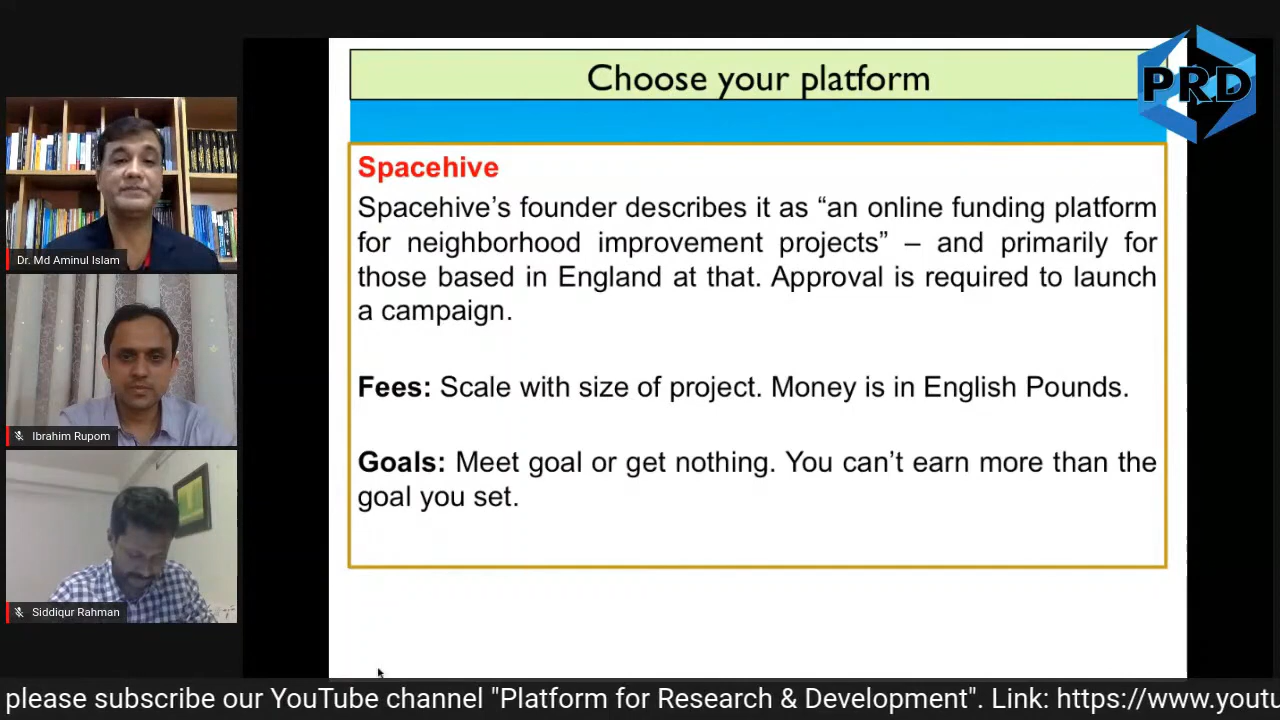 Choose your platform
PRD
Spacehive
Spacehive’s founder describes it as “an online funding platform
for neighborhood improvement projects” – and primarily for
those based in England at that. Approval is required to launch
a campaign.
Fees: Scale with size of project. Money is in English Pounds.
Goals: Meet goal or get nothing. You can’t earn more than the
goal you set.
Dr. Md Aminul Islam
Ibrahim Rupom
Siddiqur Rahman
please subscribe our YouTube channel "Platform for Research & Development". Link: https://www.youtu